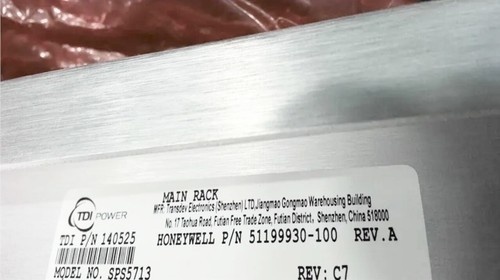 MAIN RACK
TDI POWER
MFR: Transdev Electronics (Shenzhen) LTD.Jiangmao Gongmao Warehousing Building
No. 17 Taohua Road, Futian Free Trade Zone, Futian District, Shenzhen, China 518000
TDI P/N 140525 HONEYWELL P/N 51199930-100 REV.A
MODEL NO. SPS5713 REV: C7